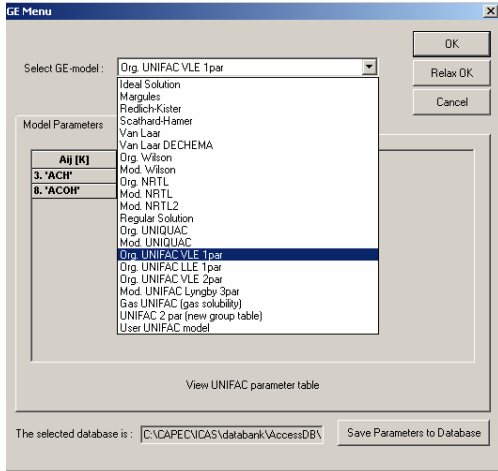 GE Menu
OK
Select GE-model :
Org. UNIFAC VLE 1par
Relax OK
Cancel
Ideal Solution
Margules
Redlich-Kister
Scathard-Hamer
Van Laar
Van Laar DECHEMA
Org. Wilson
Mod. Wilson
Org. NRTL
Mod. NRTL
Mod. NRTL2
Regular Solution
Org. UNIQUAC
Mod. UNIQUAC
Org. UNIFAC VLE 1par
Org. UNIFAC LLE 1par
Org. UNIFAC VLE 2par
Mod. UNIFAC Lyngby 3par
Gas UNIFAC (gas solubility)
UNIFAC 2 par (new group table)
User UNIFAC model
Model Parameters
Aij [K]
3. 'ACH'
8. 'ACOH'
View UNIFAC parameter table
The selected database is : C:\CAPEC\ICAS\databank\AccessDB\
Save Parameters to Database